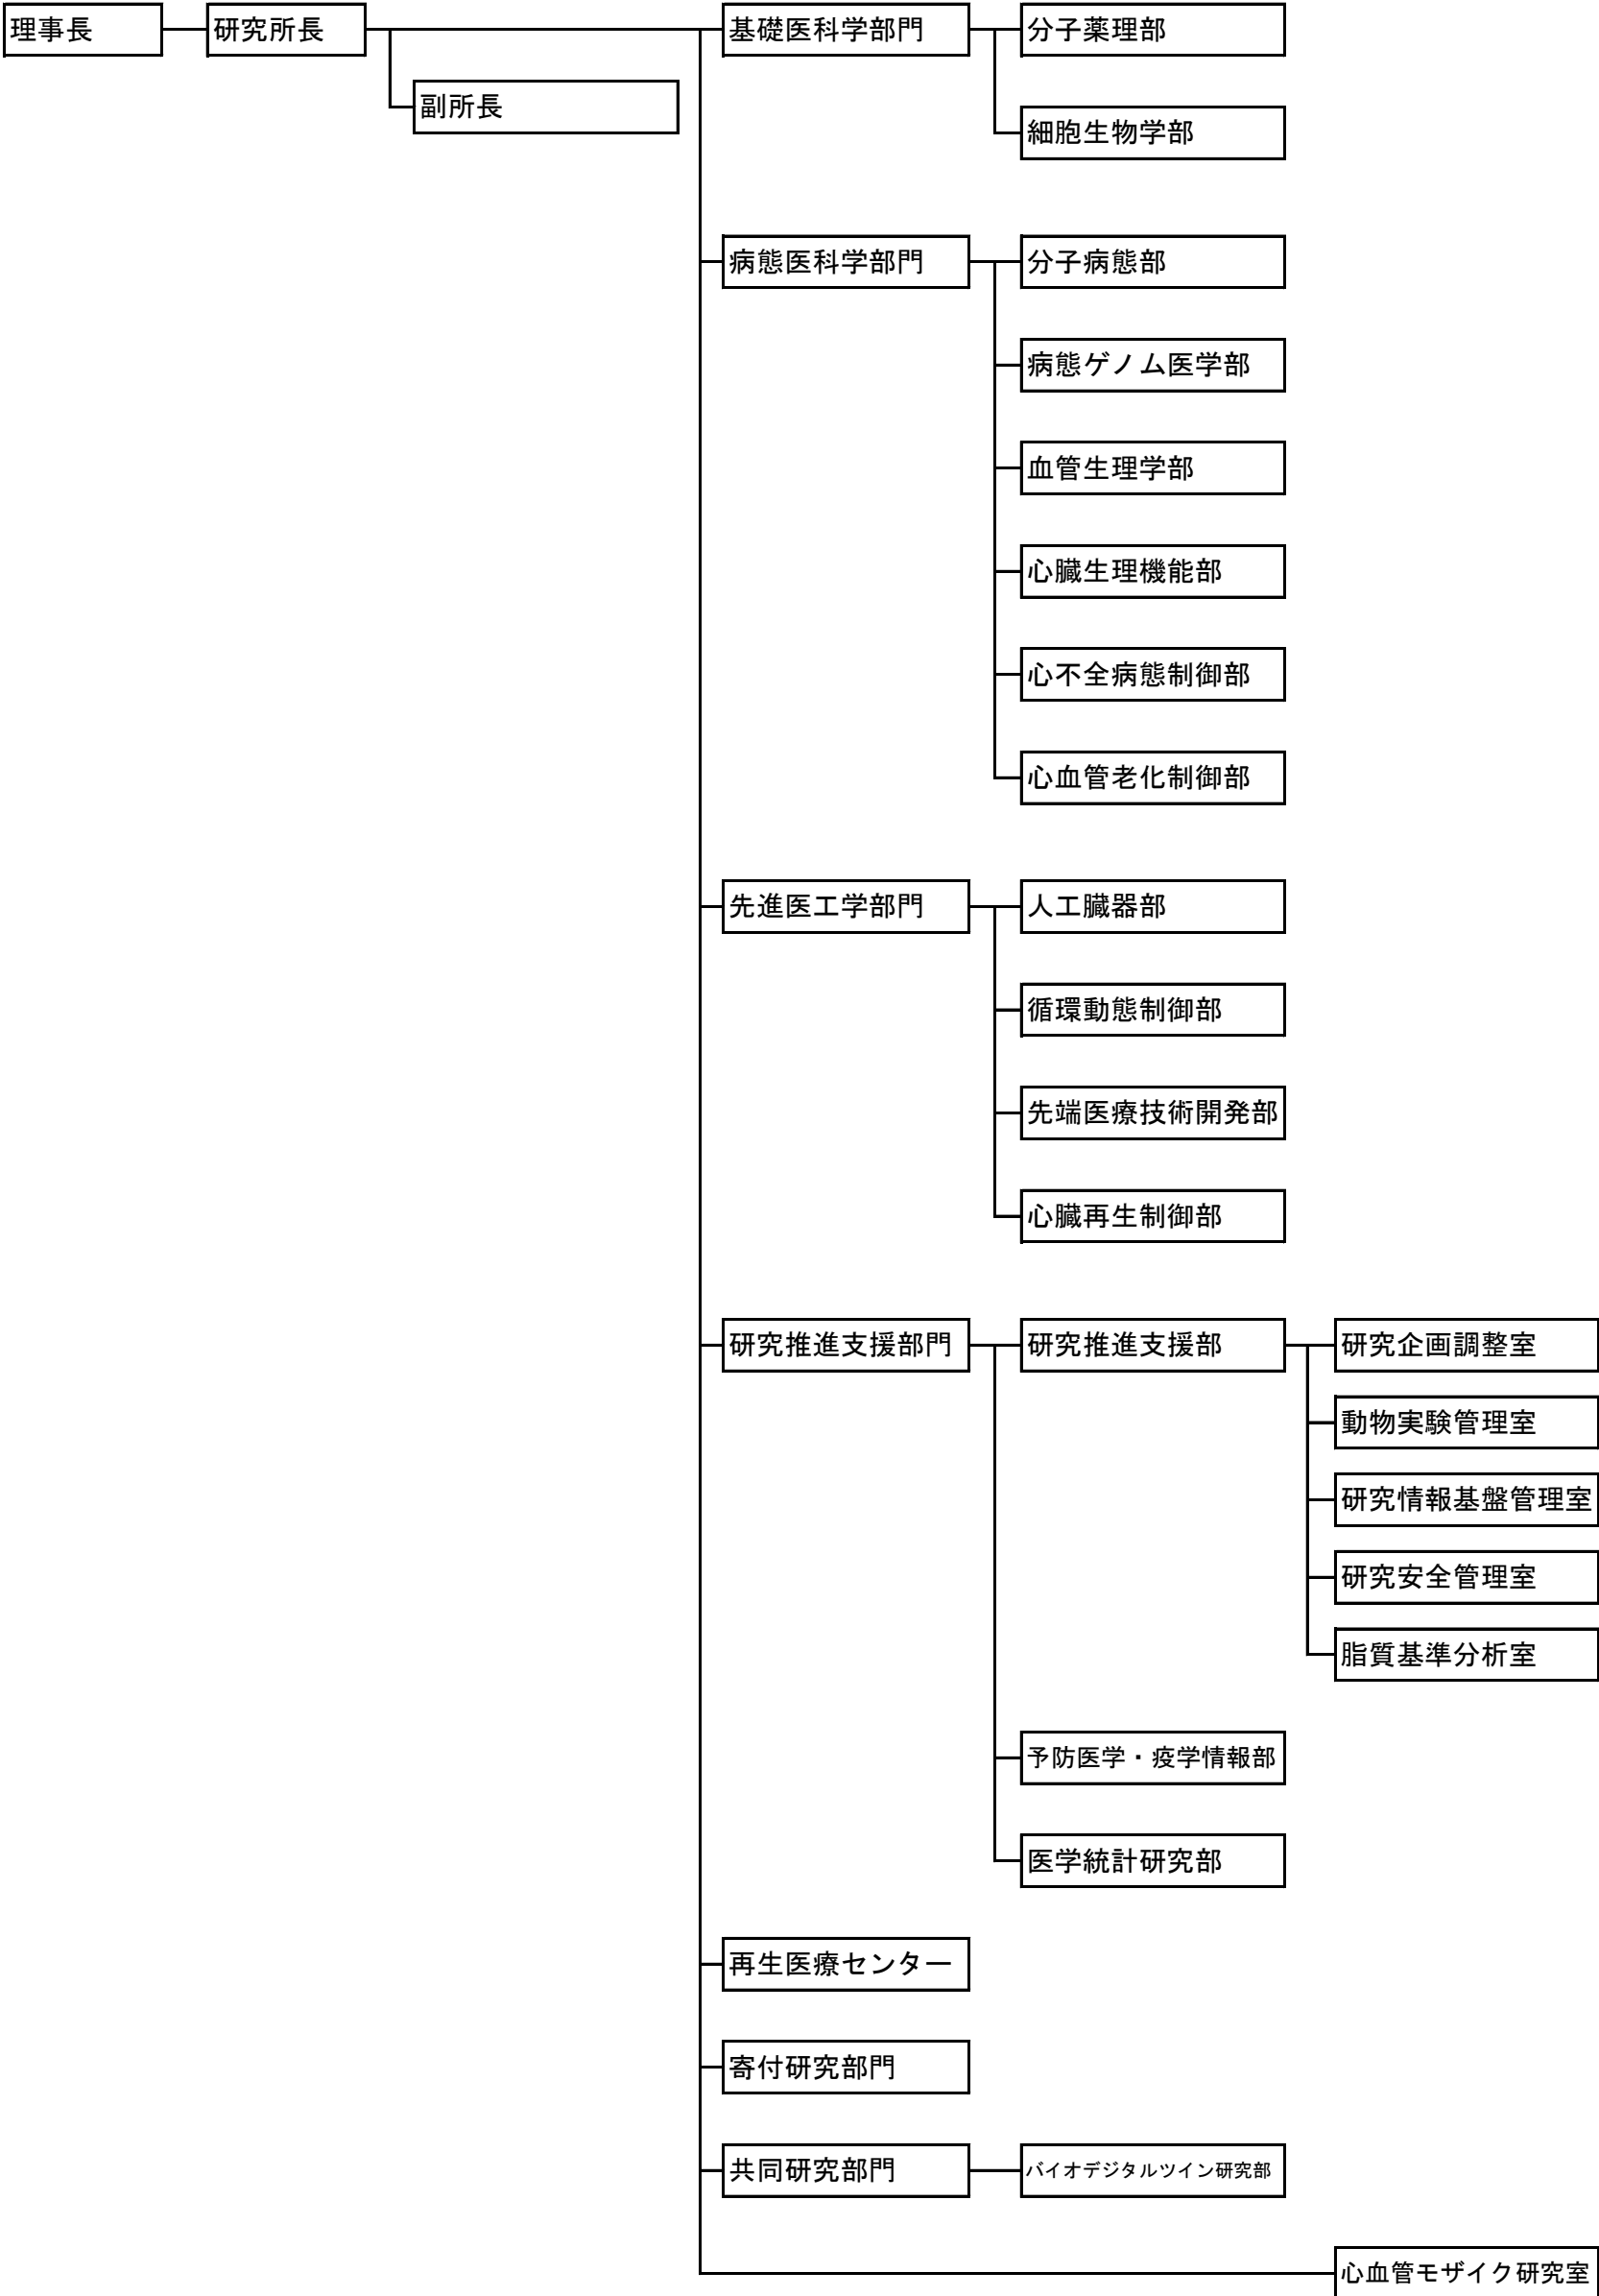 理事長
研究所長
副所長
基礎医科学部門
分子薬理部
細胞生物学部
病態医科学部門
分子病態部
病態ゲノム医学部
血管生理学部
心臓生理機能部
心不全病態制御部
心血管老化制御部
先進医工学部門
人工臓器部
循環動態制御部
先端医療技術開発部
心臓再生制御部
研究推進支援部門
研究推進支援部
研究企画調整室
動物実験管理室
研究情報基盤管理室
研究安全管理室
脂質基準分析室
予防医学・疫学情報部
医学統計研究部
再生医療センター
寄付研究部門
共同研究部門
バイオデジタルツイン研究部
心血管モザイク研究室